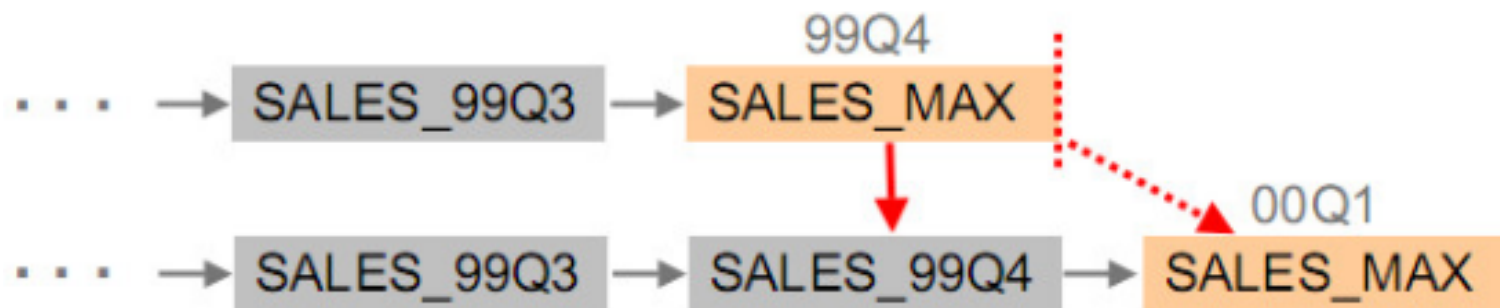 99Q4
... SALES_99Q3 SALES_MAX
00Q1
... SALES_99Q3 SALES_99Q4 SALES_MAX